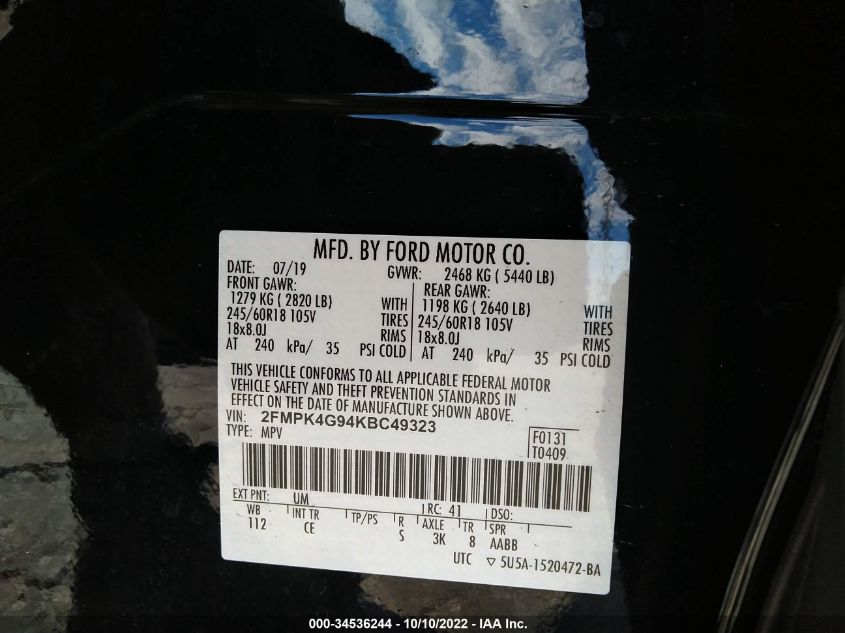 MFD. BY FORD MOTOR CO.
DATE: 07/19 GVWR: 2468 KG ( 5440 LB)
FRONT GAWR: REAR GAWR:
1279 KG ( 2820 LB) WITH 1198 KG ( 2640 LB) WITH
245/60R18 105V TIRES 245/60R18 105V TIRES
18x8.0J RIMS 18x8.0J RIMS
AT 240 kPa/ 35 PSI COLD AT 240 kPa/ 35 PSI COLD
THIS VEHICLE CONFORMS TO ALL APPLICABLE FEDERAL MOTOR
VEHICLE SAFETY AND THEFT PREVENTION STANDARDS IN
EFFECT ON THE DATE OF MANUFACTURE SHOWN ABOVE.
VIN: 2FMPK4G94KBC49323
TYPE: MPV
F0131
T0409
EXT PNT: UM RC: 41 DSO:
WB INT TR TP/PS R AXLE TR SPR
112 CE S 3K 8 AABB
UTC ▽ 5U5A-1520472-BA
000-34536244 - 10/10/2022 - IAA Inc.